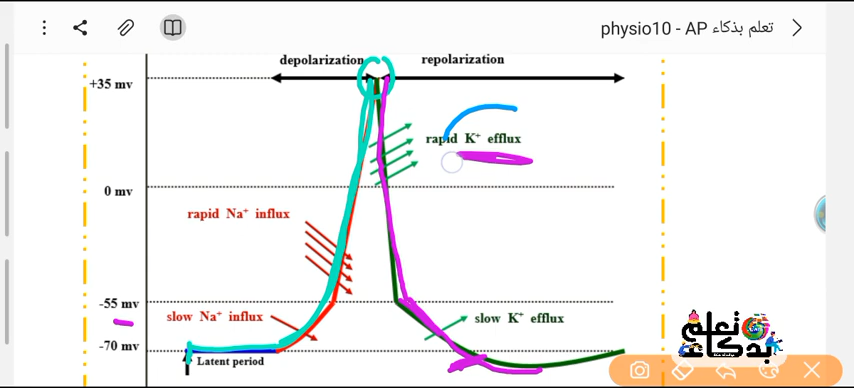 physio10 - AP تعلم بذكاء
depolarization
repolarization
+35 mv
rapid K⁺ efflux
0 mv
rapid Na⁺ influx
-55 mv
slow Na⁺ influx
slow K⁺ efflux
-70 mv
Latent period
تعلم
بذكاء